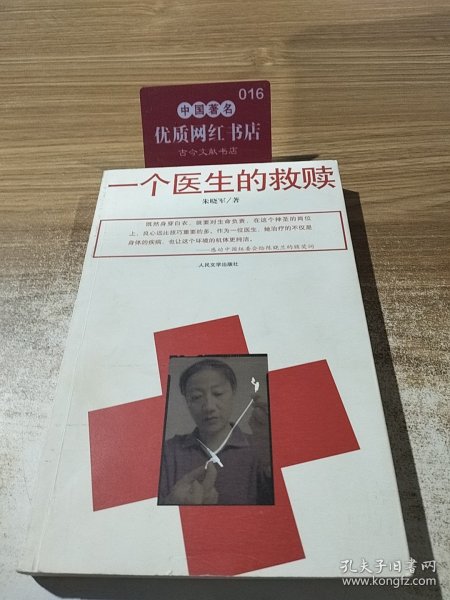 016
中国著名
优质网红书店
古今文献书店
一个医生的救赎
朱晓军／著
既然身穿白衣，就要对生命负责，在这个神圣的岗位
上，良心远比技巧重要的多。作为一位医生，她治疗的不仅是
身体的疾病，也让这个环境的机体更纯洁。
—感动中国组委会给陈晓兰的颁奖词
人民文学出版社
孔夫子旧书网
www.kongfz.com